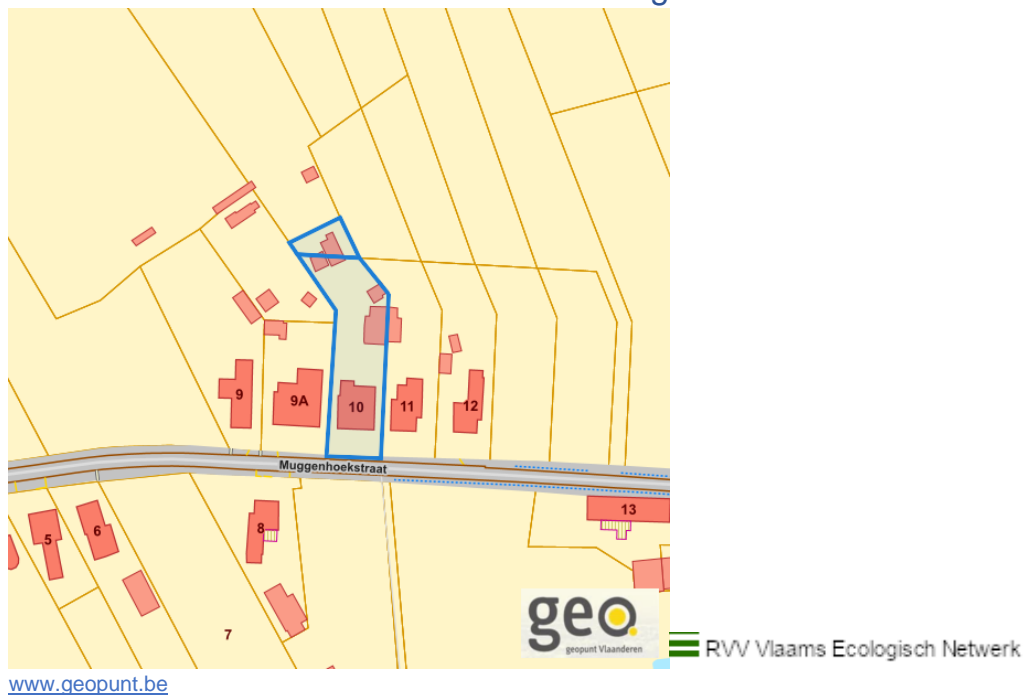 9
9A
10
11
12
Muggenhoekstraat
13
5
6
8
7
geo.
geopunt Vlaanderen
RVV Vlaams Ecologisch Netwerk
www.geopunt.be